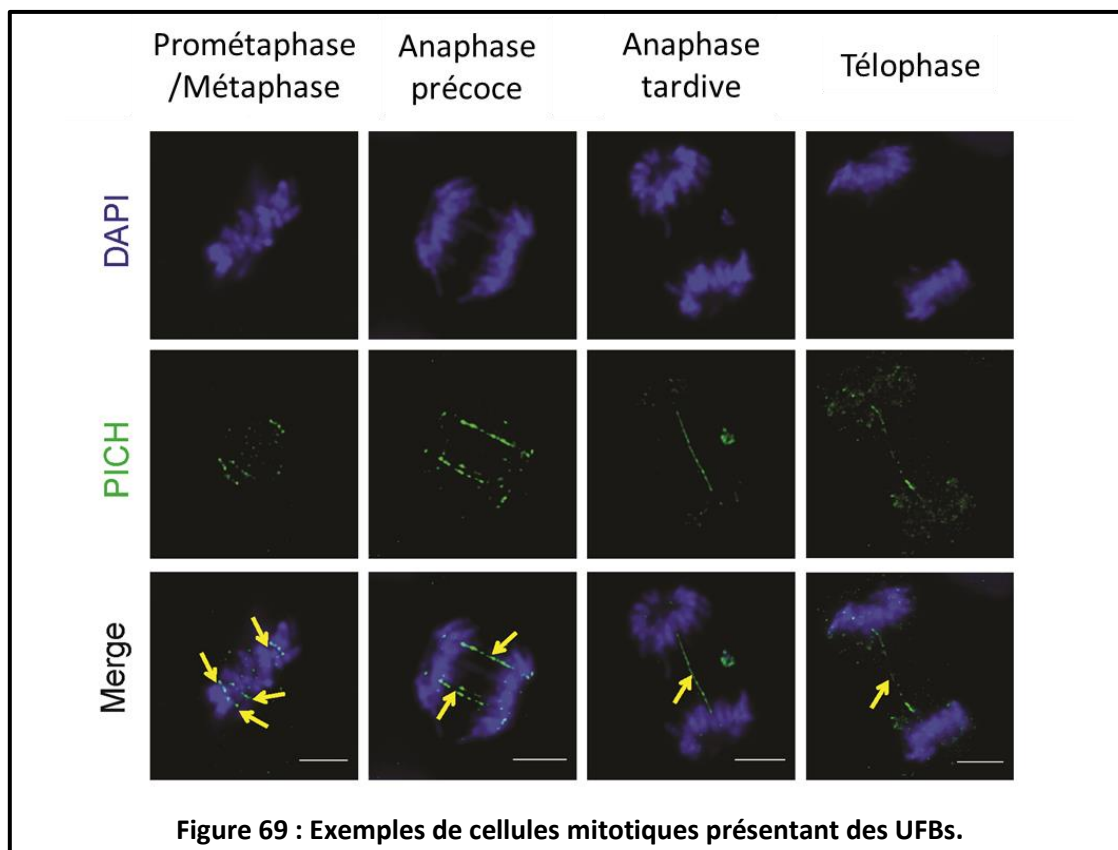 Prométaphase
/Métaphase
Anaphase
précoce
Anaphase
tardive
Télophase
DAPI
PICH
Merge
Figure 69 : Exemples de cellules mitotiques présentant des UFBs.